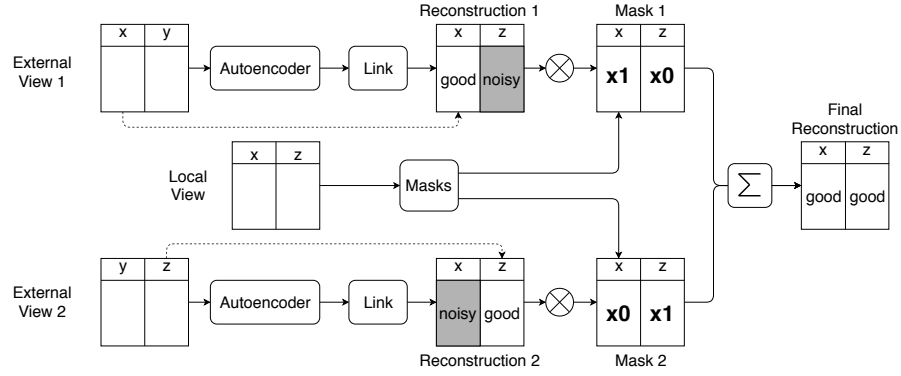 Reconstruction 1
Mask 1
x y
x z
x z
External
View 1
Autoencoder
Link
good noisy
x1 x0
Final
Reconstruction
x z
x z
Local
View
Masks
Σ
good good
y z
x z
x z
External
View 2
Autoencoder
Link
noisy good
x0 x1
Reconstruction 2
Mask 2